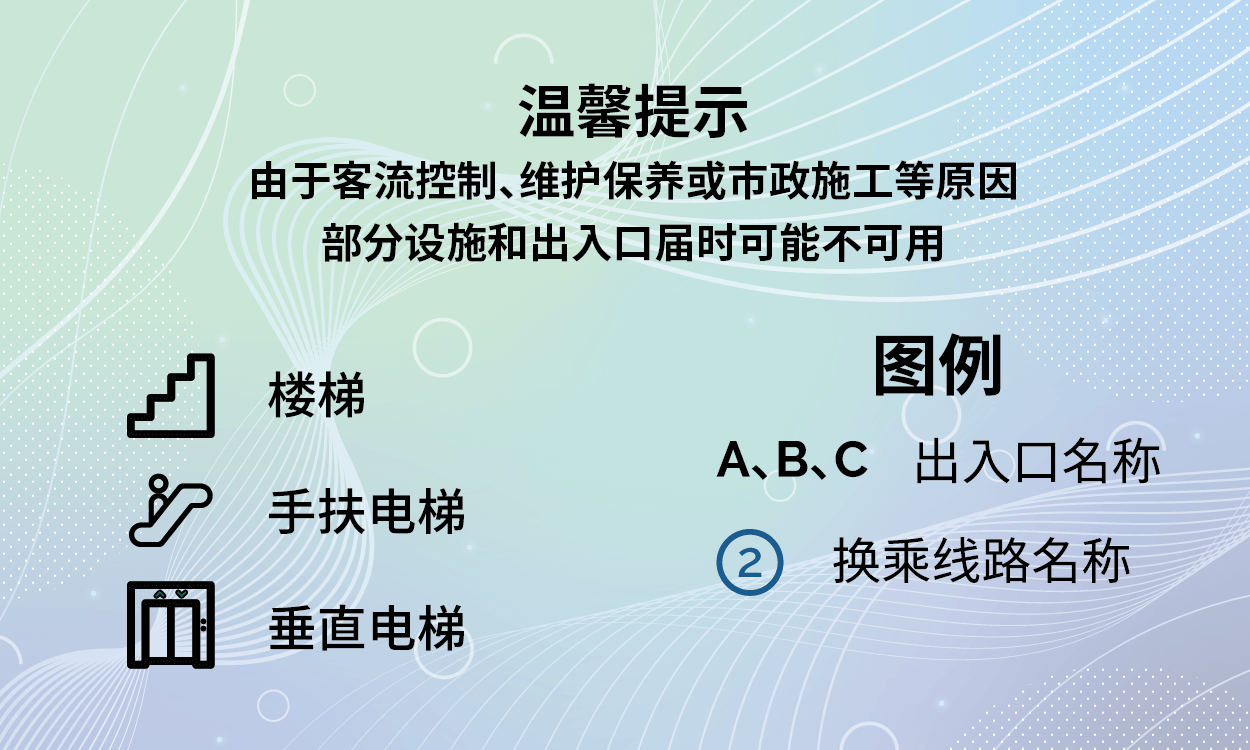 温馨提示
由于客流控制、维护保养或市政施工等原因
部分设施和出入口届时可能不可用
楼梯
手扶电梯
垂直电梯
图例
A、B、C 出入口名称
2 换乘线路名称